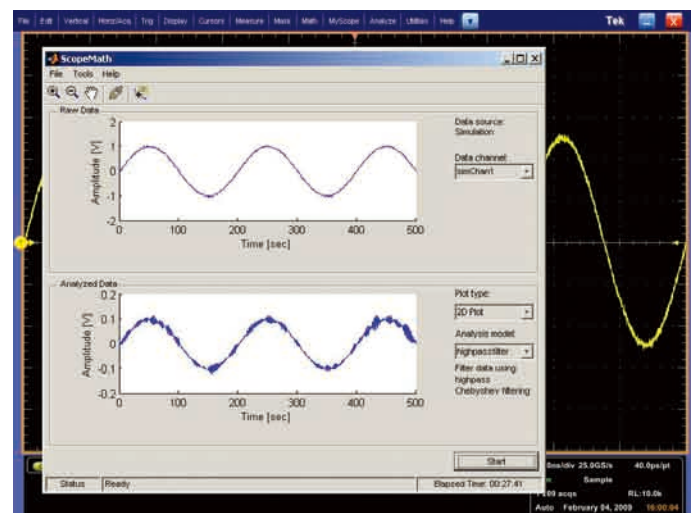 File Edit Vertical Horiz/Acq Trig Display Cursors Measure Mask Math MyScope Analyze Utilities Help Tek
ScopeMath
File Tools Help
Raw Data
Amplitude [V]
2
1
0
-1
-2
0 100 200 300 400 500
Time [sec]
Data source:
Simulation
Data channel:
simChan1
Analyzed Data
Amplitude [V]
0.2
0.1
0
-0.1
-0.2
0 100 200 300 400 500
Time [sec]
Plot type:
2D Plot
Analysis model:
highpassfilter
Filter data using
highpass
Chebyshev filtering
Start
Status Ready Elapsed Time: 00:27:41
25.0GS/s 40.0ps/pt
Sample
acqs RL:10.0k
Auto February 04, 2009 16:00:04